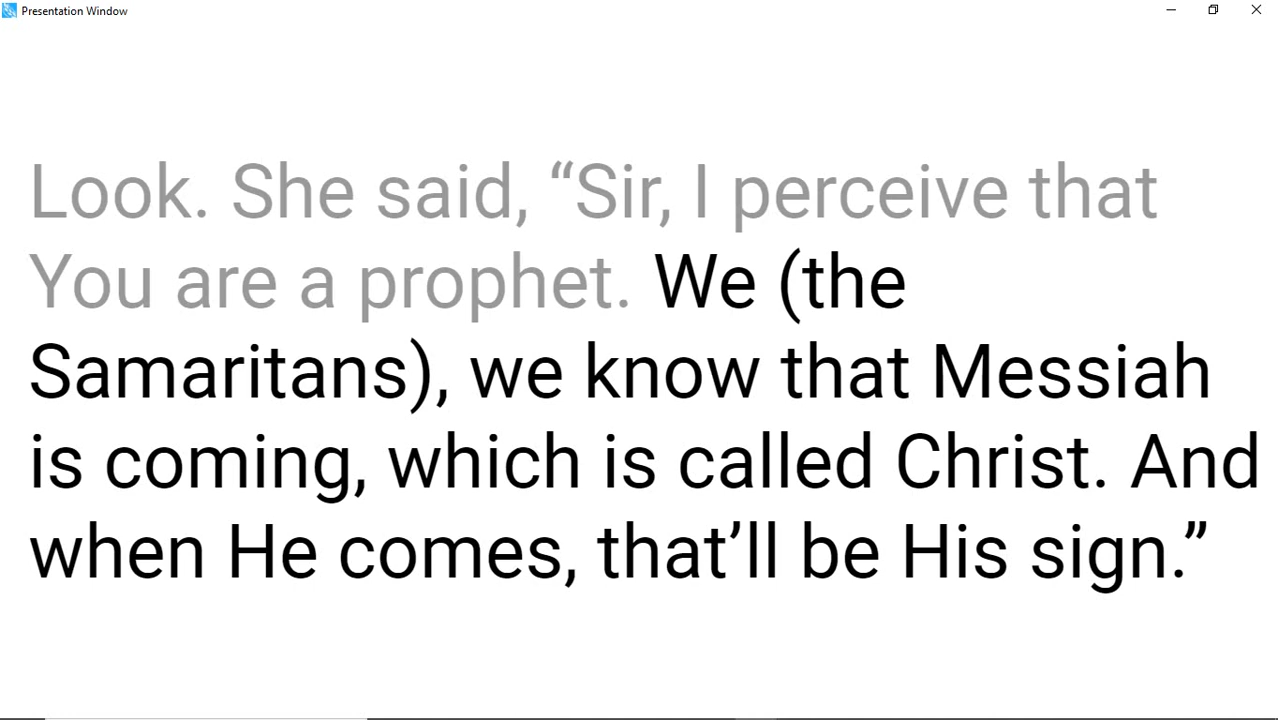 Presentation Window
Look. She said, “Sir, I perceive that
You are a prophet. We (the
Samaritans), we know that Messiah
is coming, which is called Christ. And
when He comes, that’ll be His sign.”